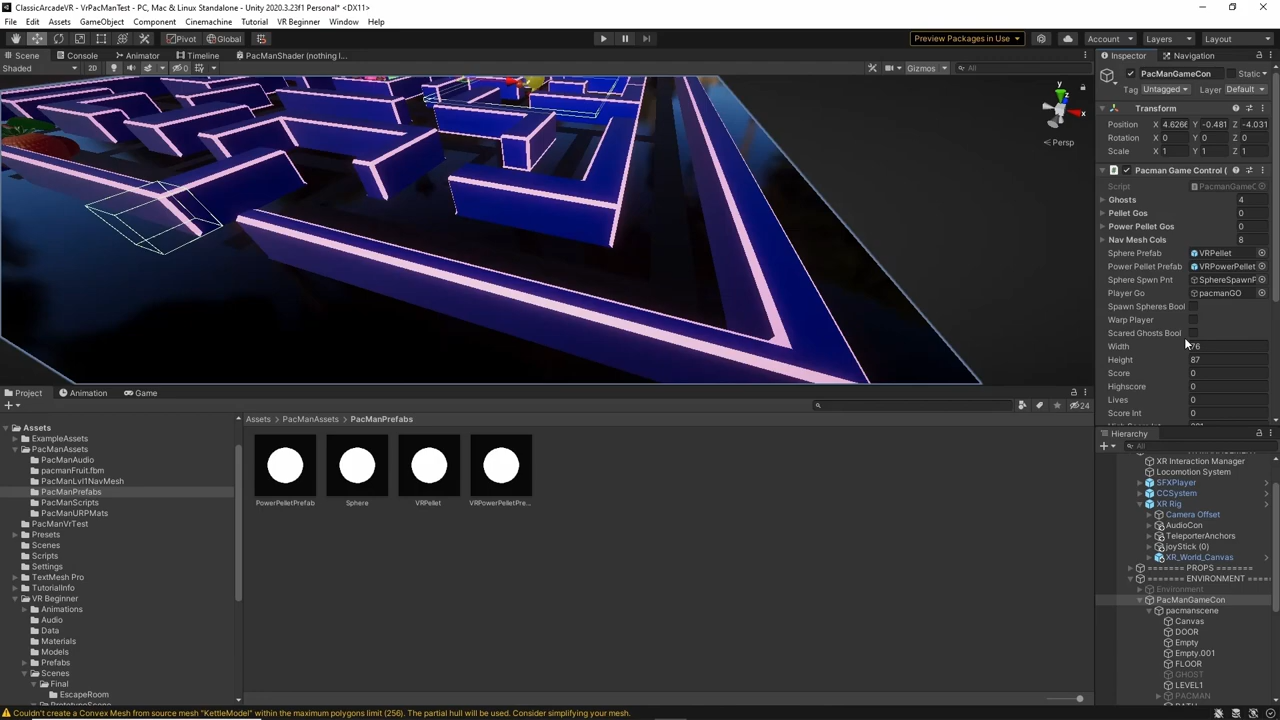 ClassicArcadeVR - VrPacManTest - PC, Mac & Linux Standalone - Unity 2020.3.23f1 Personal* <DX11>
File Edit Assets GameObject Component Cinemachine Tutorial VR Beginner Window Help
Pivot Global Preview Packages in Use Account Layers Layout
Scene Console Animator Timeline PacManShader (nothing l...
Shaded 2D 0 Gizmos All
y
z
x
Persp
Inspector Navigation
PacManGameCon Static
Tag Untagged Layer Default
Transform
Position X 4.6266 Y -0.481 Z -4.031
Rotation X 0 Y 0 Z 0
Scale X 1 Y 1 Z 1
Pacman Game Control (
Script PacmanGameC
Ghosts 4
Pellet Gos 0
Power Pellet Gos 0
Nav Mesh Cols 8
Sphere Prefab VRPellet
Power Pellet Prefab VRPowerPellet
Sphere Spwn Pnt SphereSpawnP
Player Go pacmanGO
Spawn Spheres Bool
Warp Player
Scared Ghosts Bool
Width 76
Height 87
Score 0
Highscore 0
Lives 0
Score Int 0
Project Animation Game
24
Assets
ExampleAssets
PacManAssets
PacManAudio
pacmanFruit.fbm
PacManLvl1NavMesh
PacManPrefabs
PacManScripts
PacManURPMats
PacManVrTest
Presets
Scenes
Scripts
Settings
TextMesh Pro
TutorialInfo
VR Beginner
Animations
Audio
Data
Materials
Models
Prefabs
Scenes
Final
EscapeRoom
Assets > PacManAssets > PacManPrefabs
PowerPelletPrefab Sphere VRPellet VRPowerPelletPre...
Hierarchy
All
XR Interaction Manager
Locomotion System
SFXPlayer
CCSystem
XR Rig
Camera Offset
AudioCon
TeleporterAnchors
joyStick (0)
XR_World_Canvas
======= PROPS =======
======= ENVIRONMENT ====
Environment
PacManGameCon
pacmanscene
Canvas
DOOR
Empty
Empty.001
FLOOR
GHOST
LEVEL1
PACMAN
Couldn't create a Convex Mesh from source mesh "KettleModel" within the maximum polygons limit (256). The partial hull will be used. Consider simplifying your mesh.